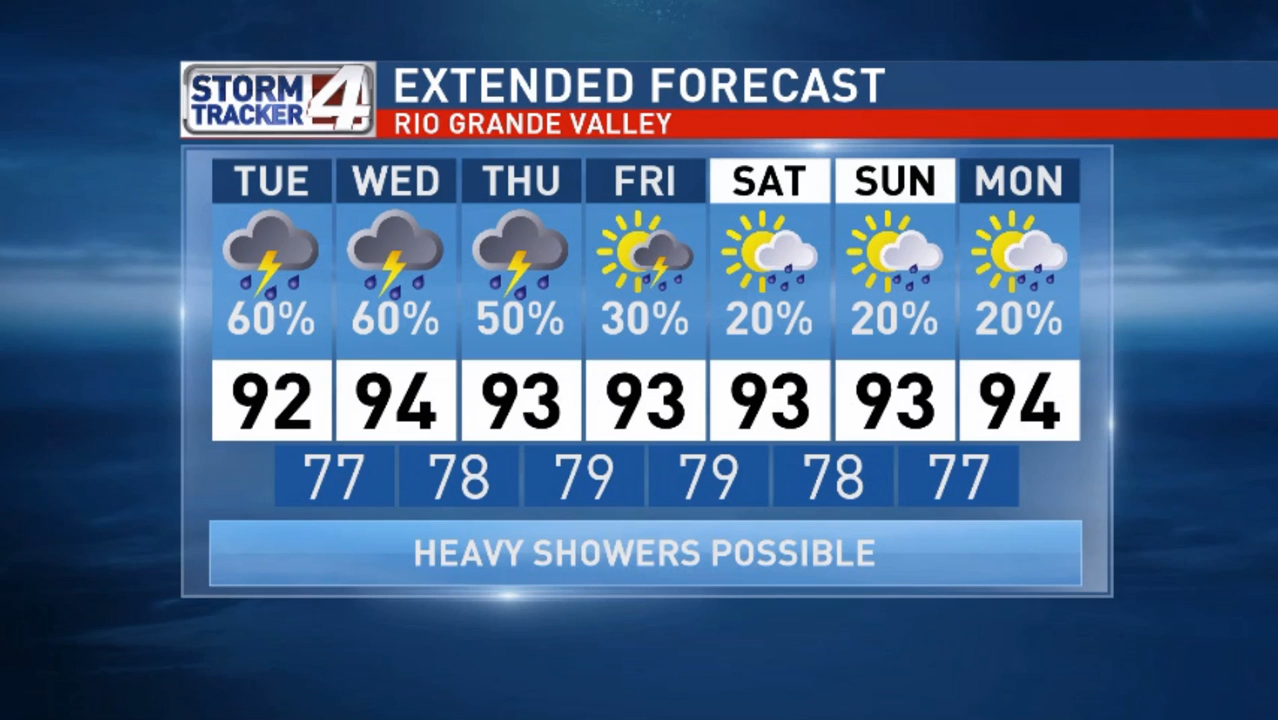 STORM
TRACKER 4
EXTENDED FORECAST
RIO GRANDE VALLEY
TUE WED THU FRI SAT SUN MON
60% 60% 50% 30% 20% 20% 20%
92 94 93 93 93 93 94
77 78 79 79 78 77
HEAVY SHOWERS POSSIBLE